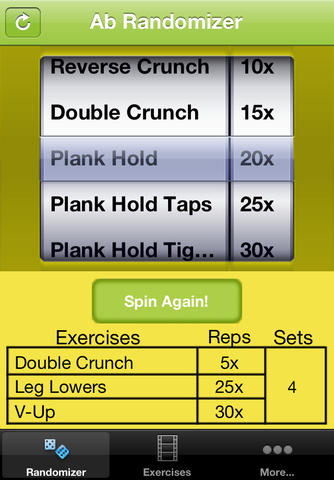 Ab Randomizer
Reverse Crunch 10x
Double Crunch 15x
Plank Hold 20x
Plank Hold Taps 25x
Plank Hold Tig... 30x
Spin Again!
Exercises Reps Sets
Double Crunch 5x
Leg Lowers 25x 4
V-Up 30x
Randomizer Exercises More...